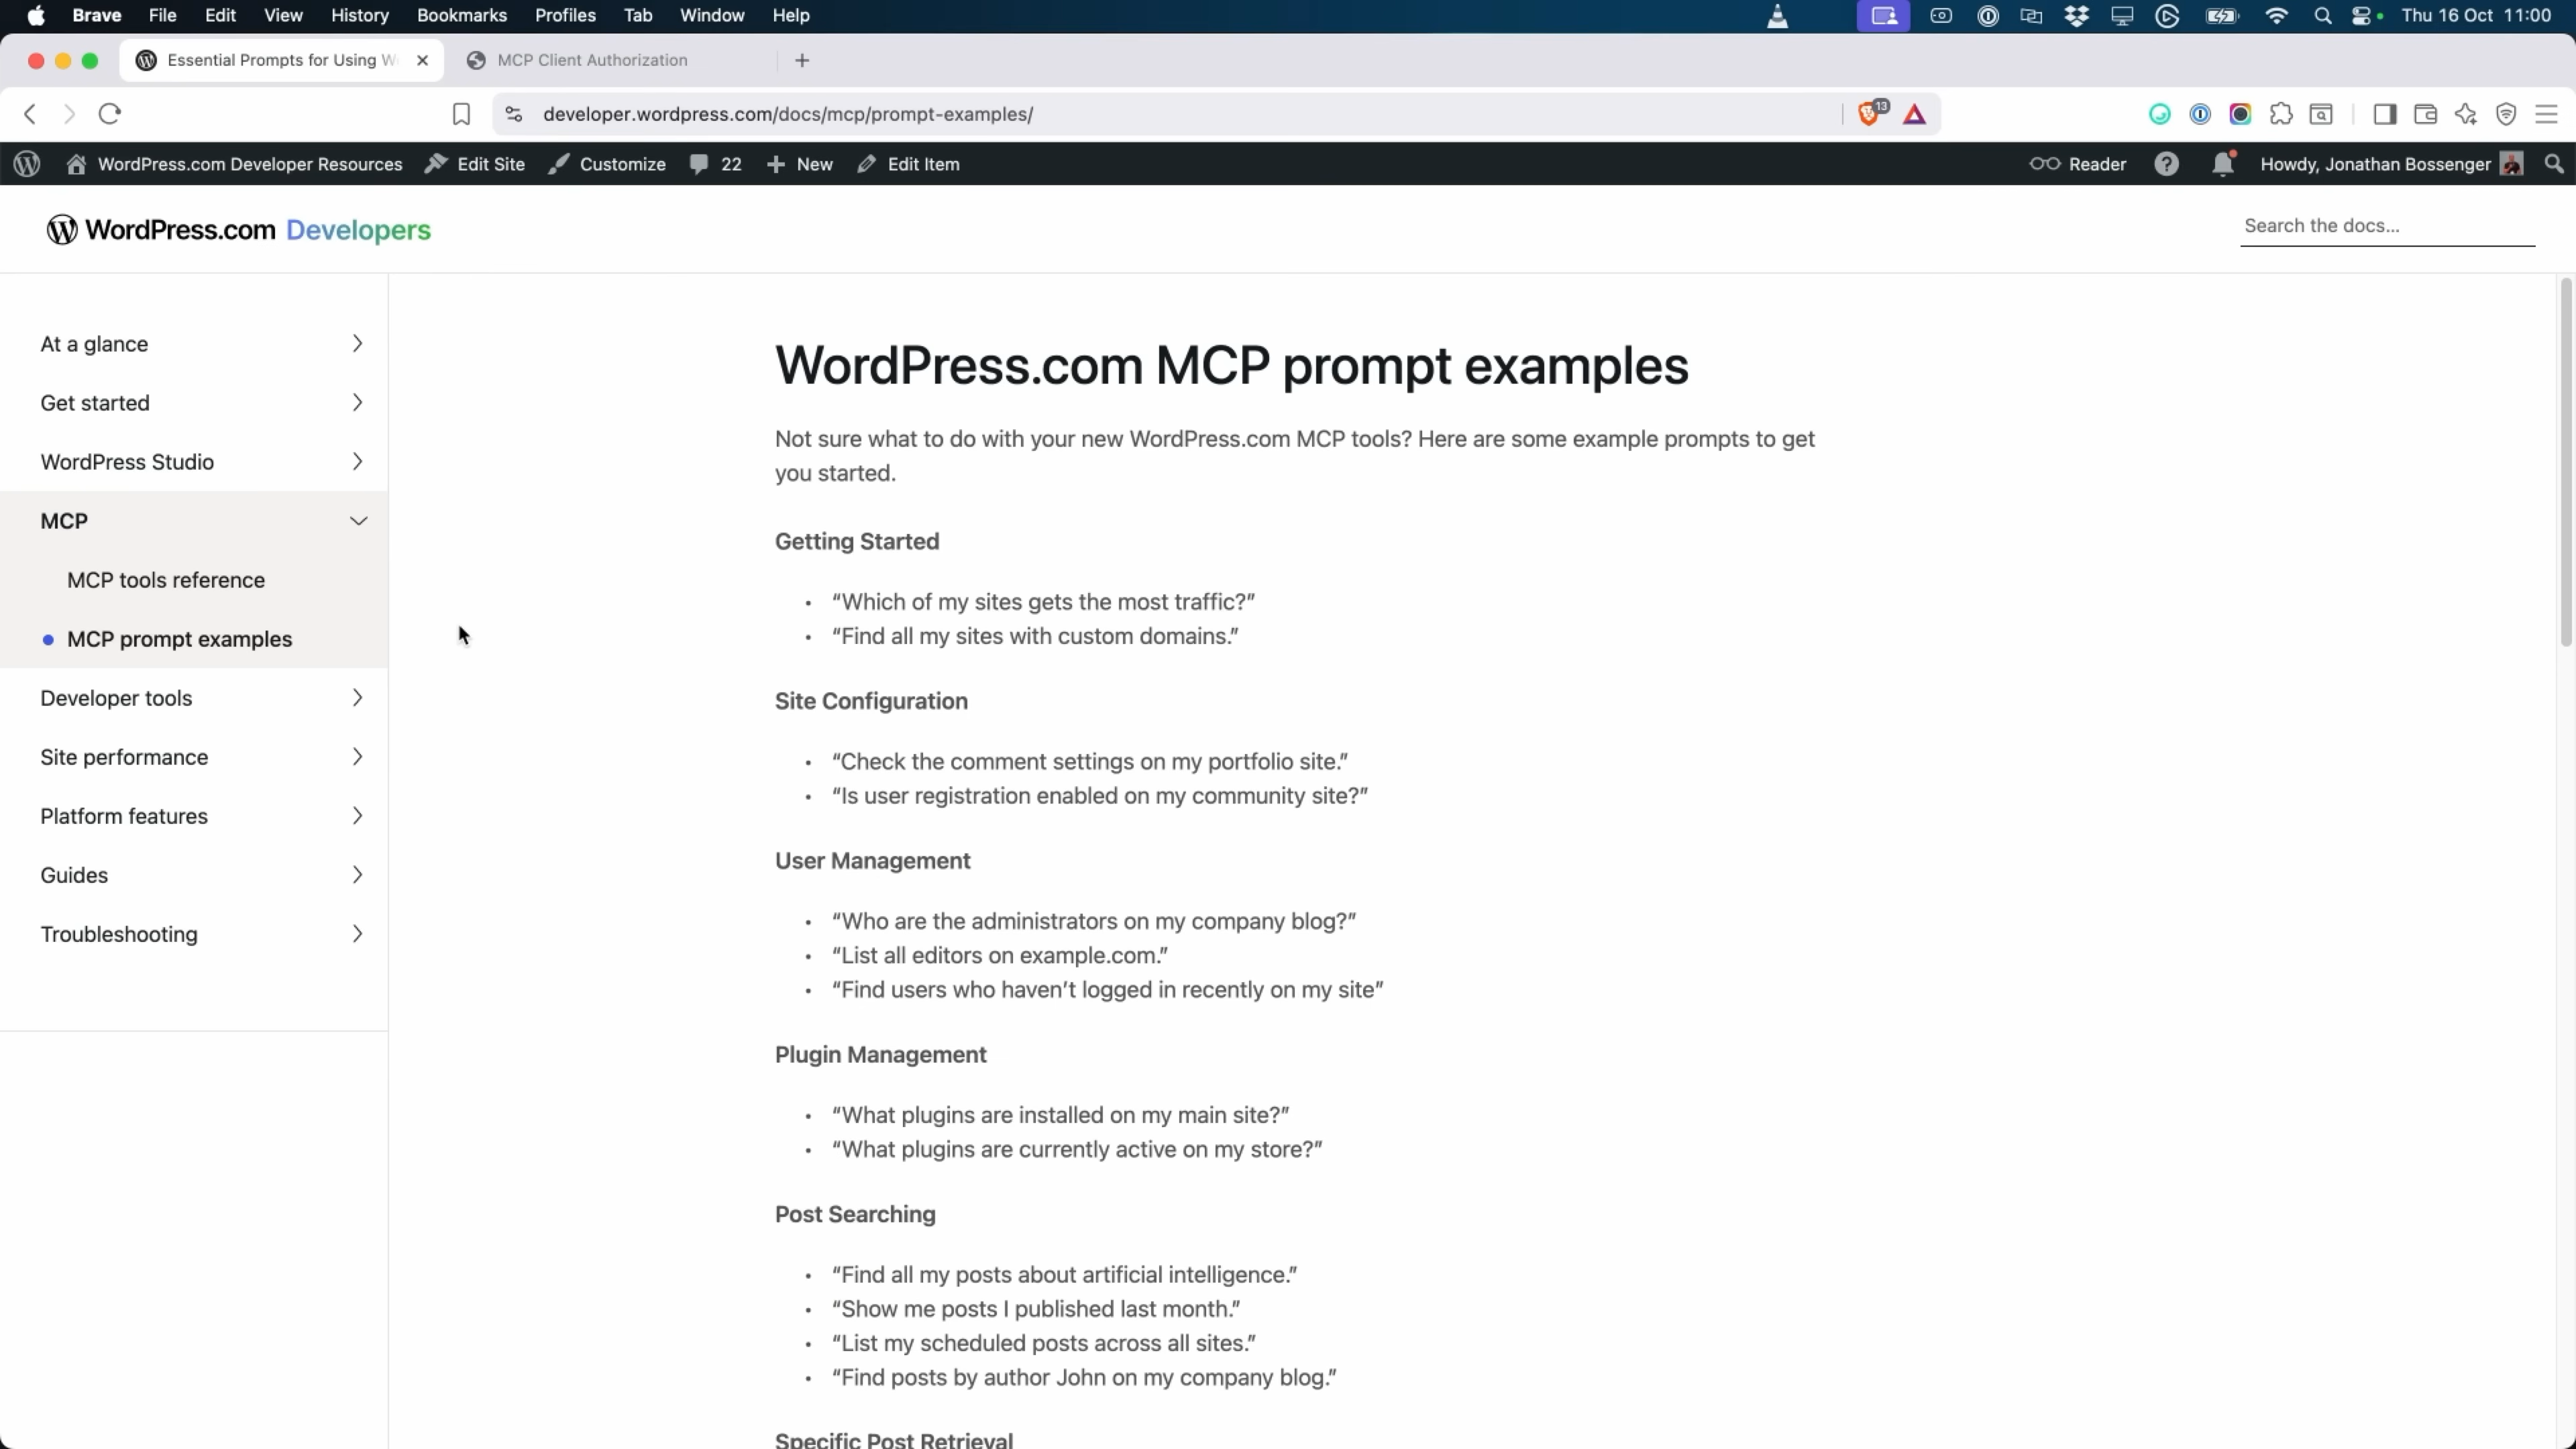 Brave File Edit View History Bookmarks Profiles Tab Window Help Thu 16 Oct 11:00
Essential Prompts for Using W MCP Client Authorization
developer.wordpress.com/docs/mcp/prompt-examples/ 13
WordPress.com Developer Resources Edit Site Customize 22 New Edit Item Reader Howdy, Jonathan Bossenger
WordPress.com Developers Search the docs...
At a glance
Get started
WordPress Studio
MCP
MCP tools reference
MCP prompt examples
Developer tools
Site performance
Platform features
Guides
Troubleshooting
WordPress.com MCP prompt examples
Not sure what to do with your new WordPress.com MCP tools? Here are some example prompts to get
you started.
Getting Started
• “Which of my sites gets the most traffic?”
• “Find all my sites with custom domains.”
Site Configuration
• “Check the comment settings on my portfolio site.”
• “Is user registration enabled on my community site?”
User Management
• “Who are the administrators on my company blog?”
• “List all editors on example.com.”
• “Find users who haven’t logged in recently on my site”
Plugin Management
• “What plugins are installed on my main site?”
• “What plugins are currently active on my store?”
Post Searching
• “Find all my posts about artificial intelligence.”
• “Show me posts I published last month.”
• “List my scheduled posts across all sites.”
• “Find posts by author John on my company blog.”
Specific Post Retrieval